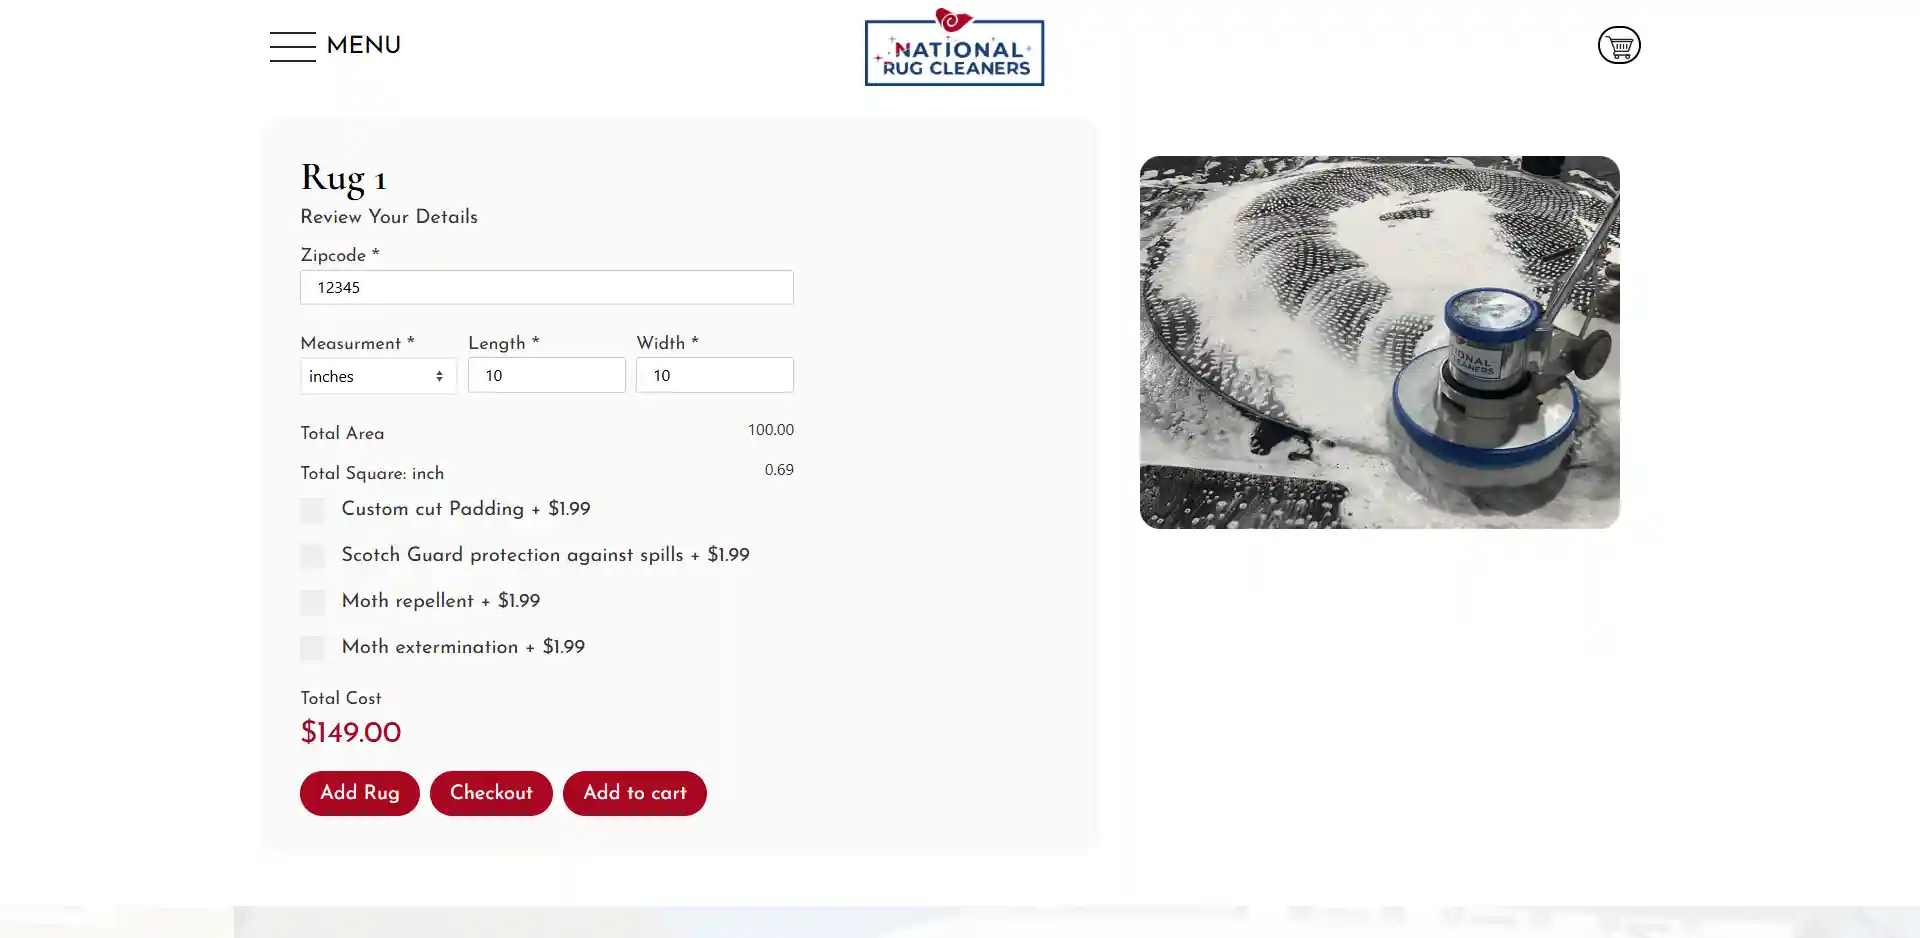 MENU
NATIONAL
RUG CLEANERS
Rug 1
Review Your Details
Zipcode *
12345
Measurment * Length * Width *
inches 10 10
Total Area 100.00
Total Square: inch 0.69
Custom cut Padding + $1.99
Scotch Guard protection against spills + $1.99
Moth repellent + $1.99
Moth extermination + $1.99
Total Cost
$149.00
Add Rug Checkout Add to cart